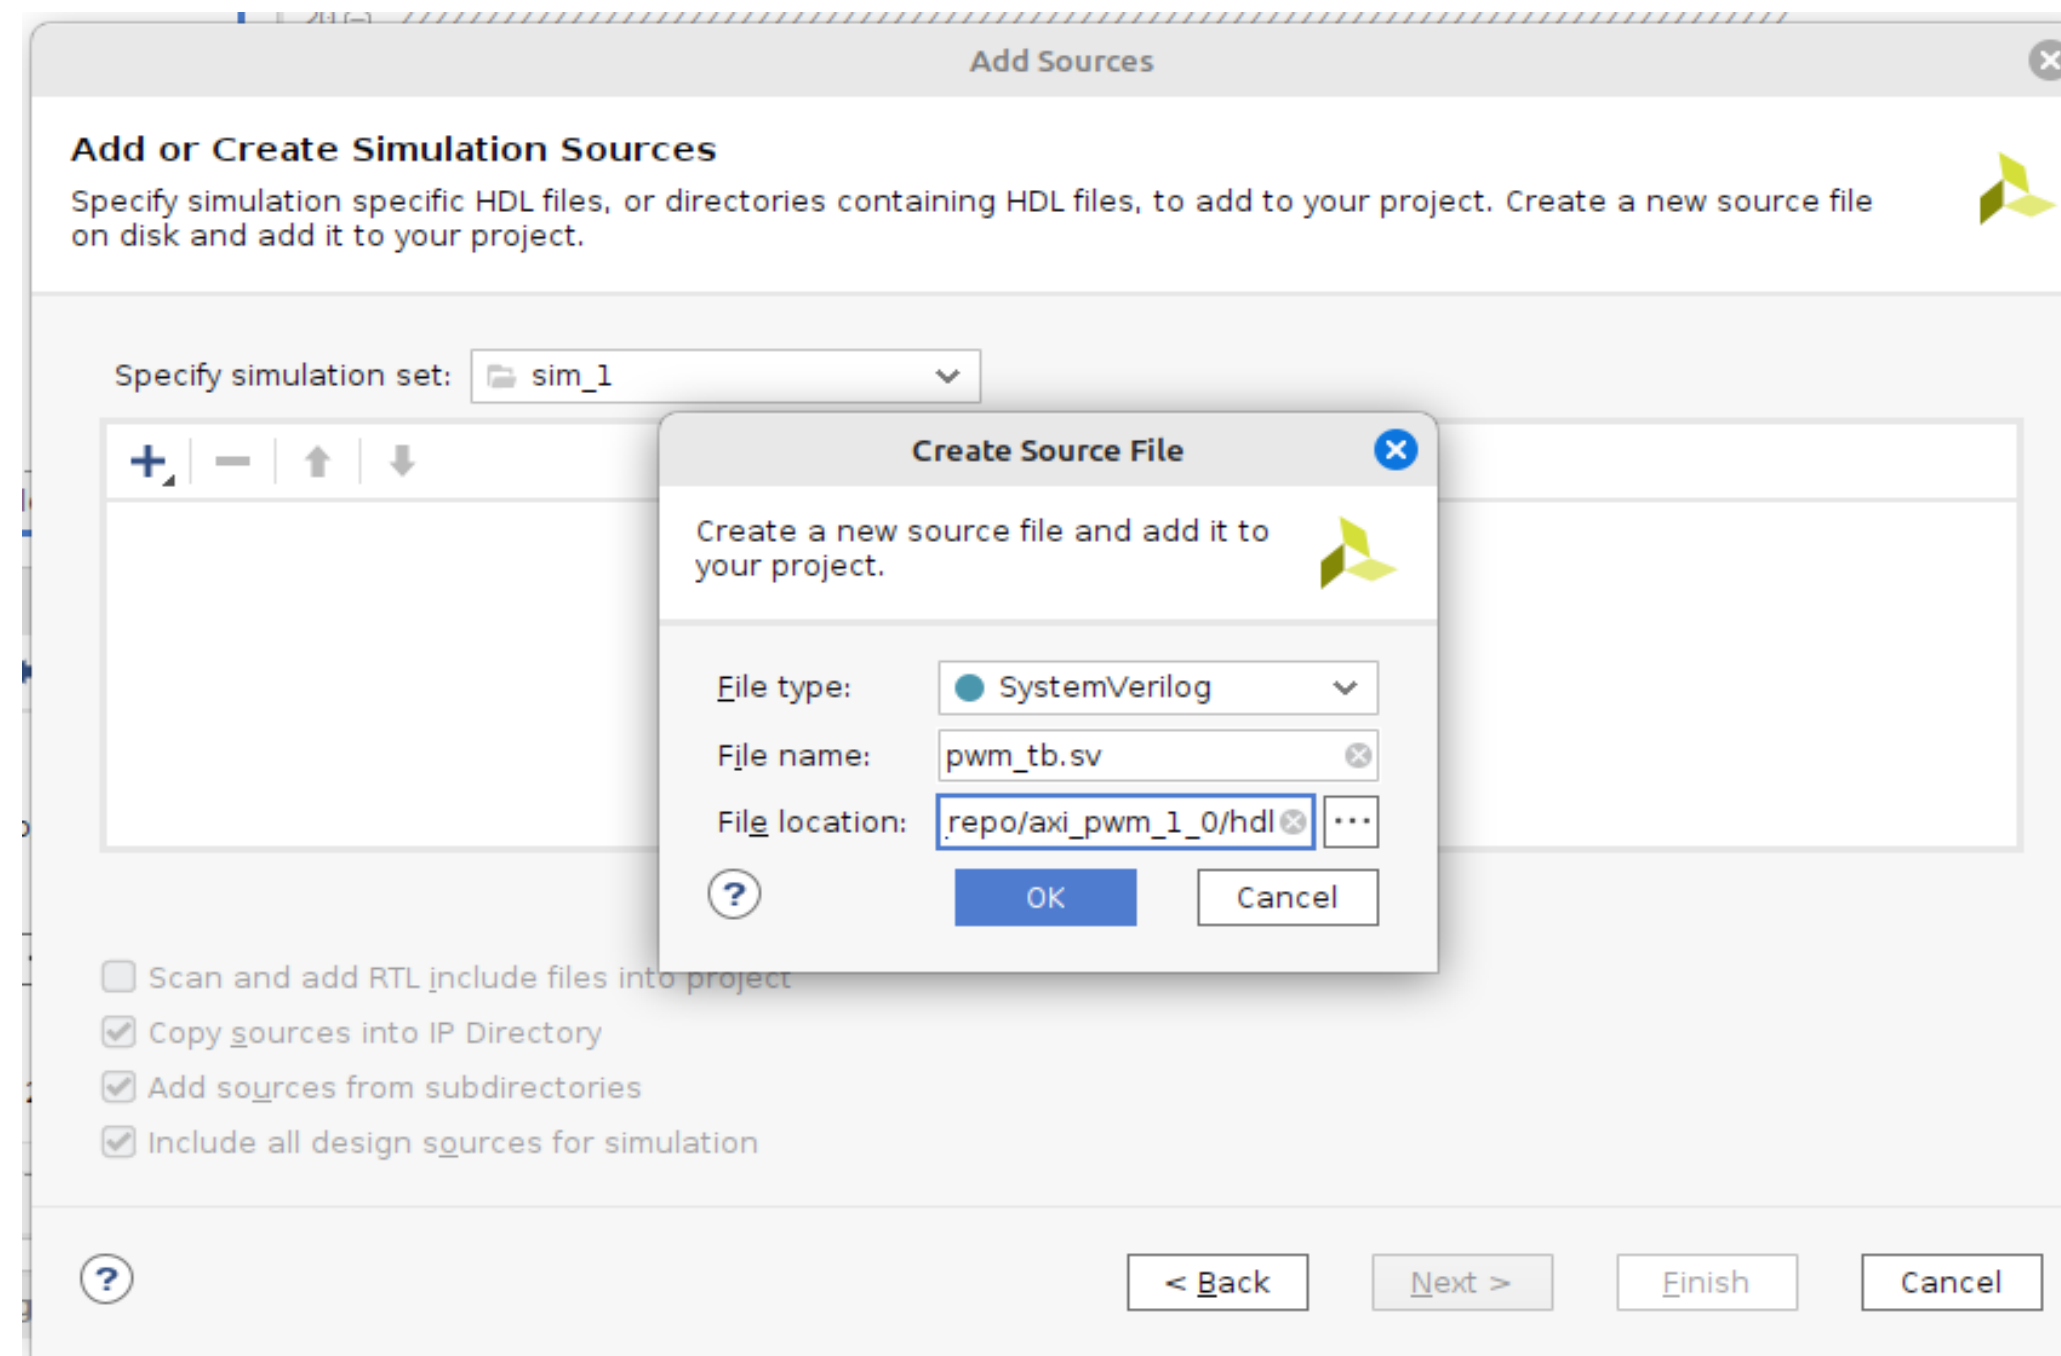 Add Sources
Add or Create Simulation Sources
Specify simulation specific HDL files, or directories containing HDL files, to add to your project. Create a new source file
on disk and add it to your project.
Specify simulation set: sim_1
Create Source File
Create a new source file and add it to
your project.
File type: SystemVerilog
File name: pwm_tb.sv
File location: repo/axi_pwm_1_0/hdl ...
? OK Cancel
Scan and add RTL include files into project
Copy sources into IP Directory
Add sources from subdirectories
Include all design sources for simulation
? < Back Next > Finish Cancel